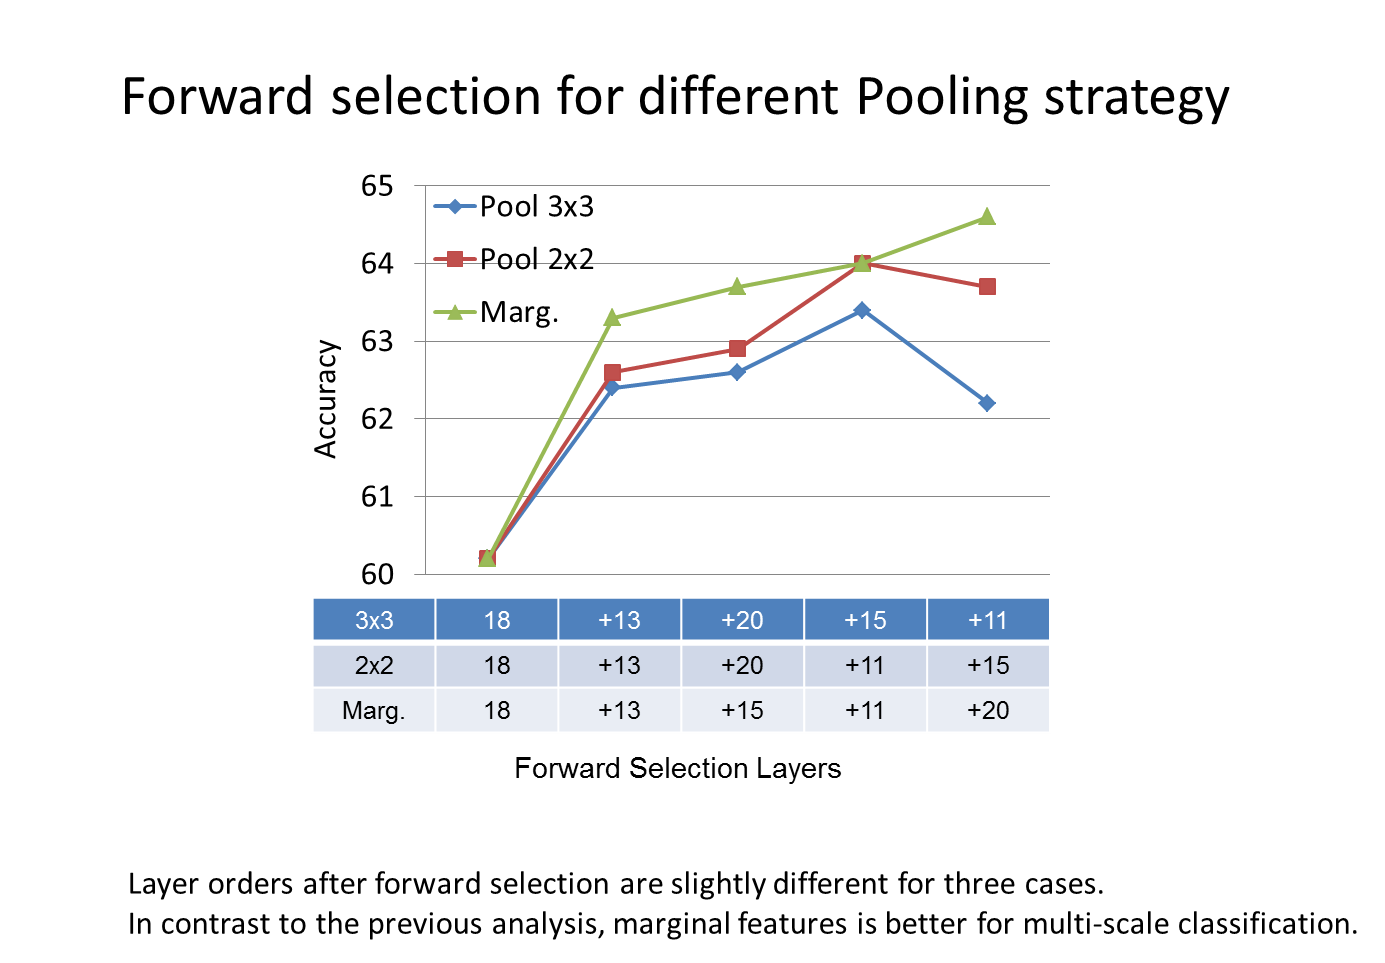 Forward selection for different Pooling strategy
65
64
63
62
61
60
Accuracy
Pool 3x3
Pool 2x2
Marg.
3x3 18 +13 +20 +15 +11
2x2 18 +13 +20 +11 +15
Marg. 18 +13 +15 +11 +20
Forward Selection Layers
Layer orders after forward selection are slightly different for three cases.
In contrast to the previous analysis, marginal features is better for multi-scale classification.